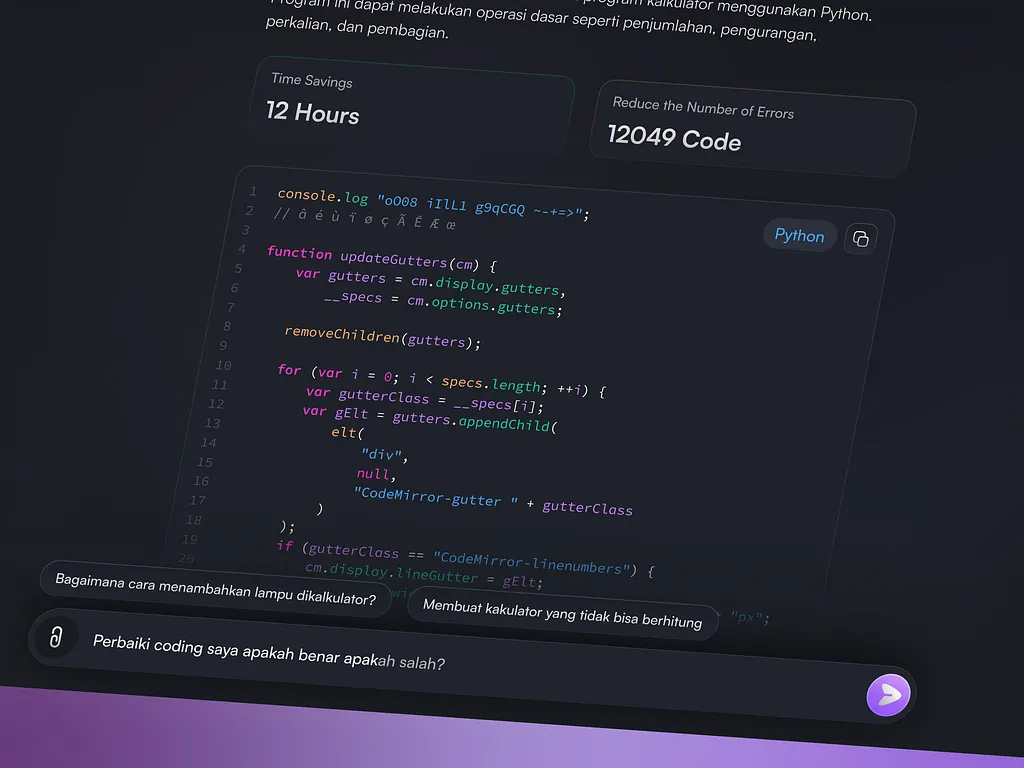 program kalkulator menggunakan Python.
Program ini dapat melakukan operasi dasar seperti penjumlahan, pengurangan,
perkalian, dan pembagian.
Time Savings
12 Hours
Reduce the Number of Errors
12049 Code
Python
1 console.log "oO08 iIlL1 g9qCGQ ~-+=>";
2 // â é ù ï ø ç Ã Ē Æ œ
3
4 function updateGutters(cm) {
5 var gutters = cm.display.gutters,
6 __specs = cm.options.gutters;
7
8 removeChildren(gutters);
9
10 for (var i = 0; i < specs.length; ++i) {
11 var gutterClass = __specs[i];
12 var gElt = gutters.appendChild(
13 elt(
14 "div",
15 null,
16 "CodeMirror-gutter " + gutterClass
17 )
18 );
19 if (gutterClass == "CodeMirror-linenumbers") {
20 cm.display.lineGutter = gElt;
"px";
Bagaimana cara menambahkan lampu dikalkulator?
Membuat kakulator yang tidak bisa berhitung
Perbaiki coding saya apakah benar apakah salah?